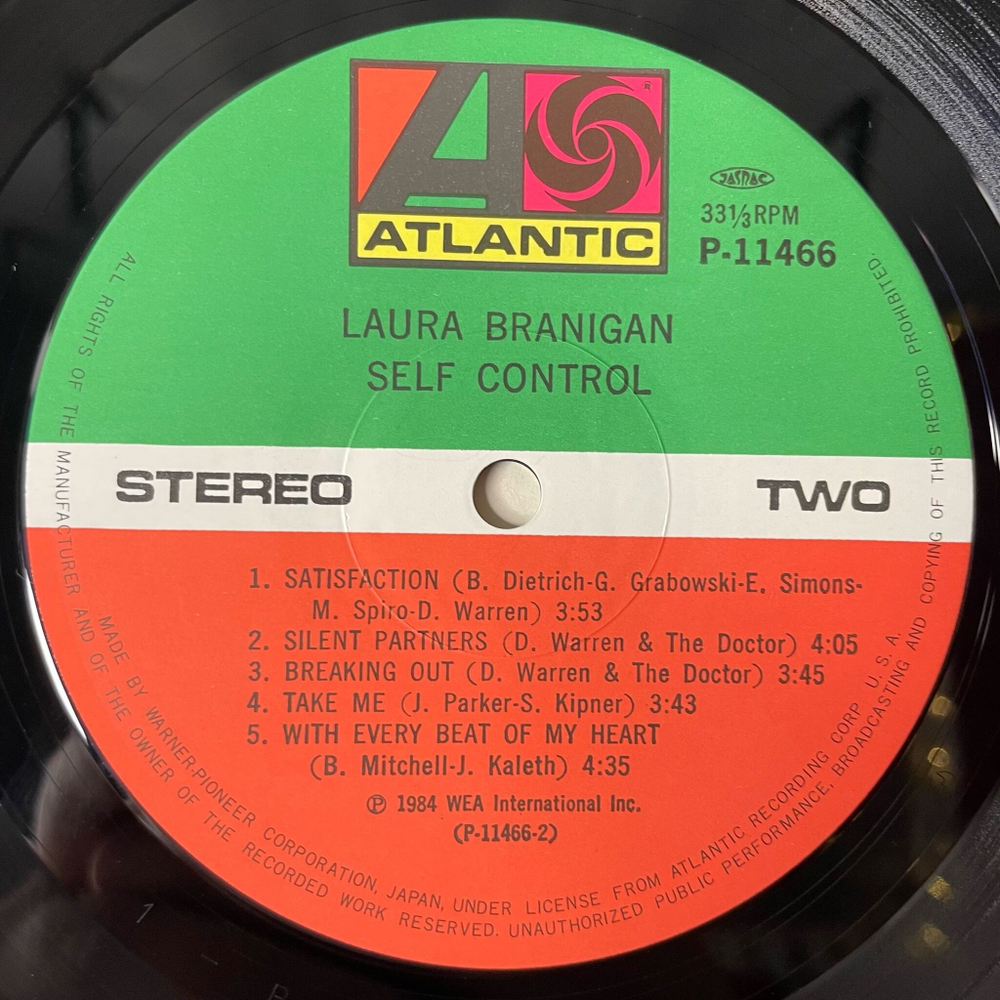 ATLANTIC
®
JASRAC
33⅓RPM
P-11466
LAURA BRANIGAN
SELF CONTROL
STEREO
TWO
1. SATISFACTION (B. Dietrich-G. Grabowski-E. Simons-
M. Spiro-D. Warren) 3:53
2. SILENT PARTNERS (D. Warren & The Doctor) 4:05
3. BREAKING OUT (D. Warren & The Doctor) 3:45
4. TAKE ME (J. Parker-S. Kipner) 3:43
5. WITH EVERY BEAT OF MY HEART
(B. Mitchell-J. Kaleth) 4:35
℗ 1984 WEA International Inc.
(P-11466-2)
MADE BY WARNER-PIONEER CORPORATION, JAPAN, UNDER LICENSE FROM ATLANTIC RECORDING CORP U.S.A.
ALL RIGHTS OF THE MANUFACTURER AND OF THE OWNER OF THE RECORDED WORK RESERVED. UNAUTHORIZED PUBLIC PERFORMANCE, BROADCASTING AND COPYING OF THIS RECORD PROHIBITED.
1